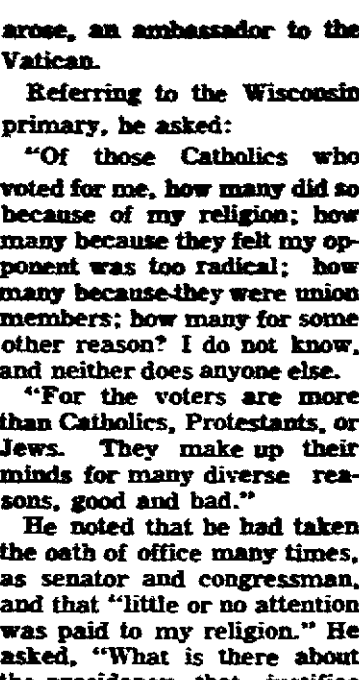 arose, an ambassador to the
Vatican.
Referring to the Wisconsin
primary, he asked:
"Of those Catholics who
voted for me, how many did so
because of my religion; how
many because they felt my op-
ponent was too radical; how
many because they were union
members; how many for some
other reason? I do not know,
and neither does anyone else.
"For the voters are more
than Catholics, Protestants, or
Jews. They make up their
minds for many diverse rea-
sons, good and bad."
He noted that he had taken
the oath of office many times,
as senator and congressman,
and that "little or no attention
was paid to my religion." He
asked, "What is there about
the presidency that justifies